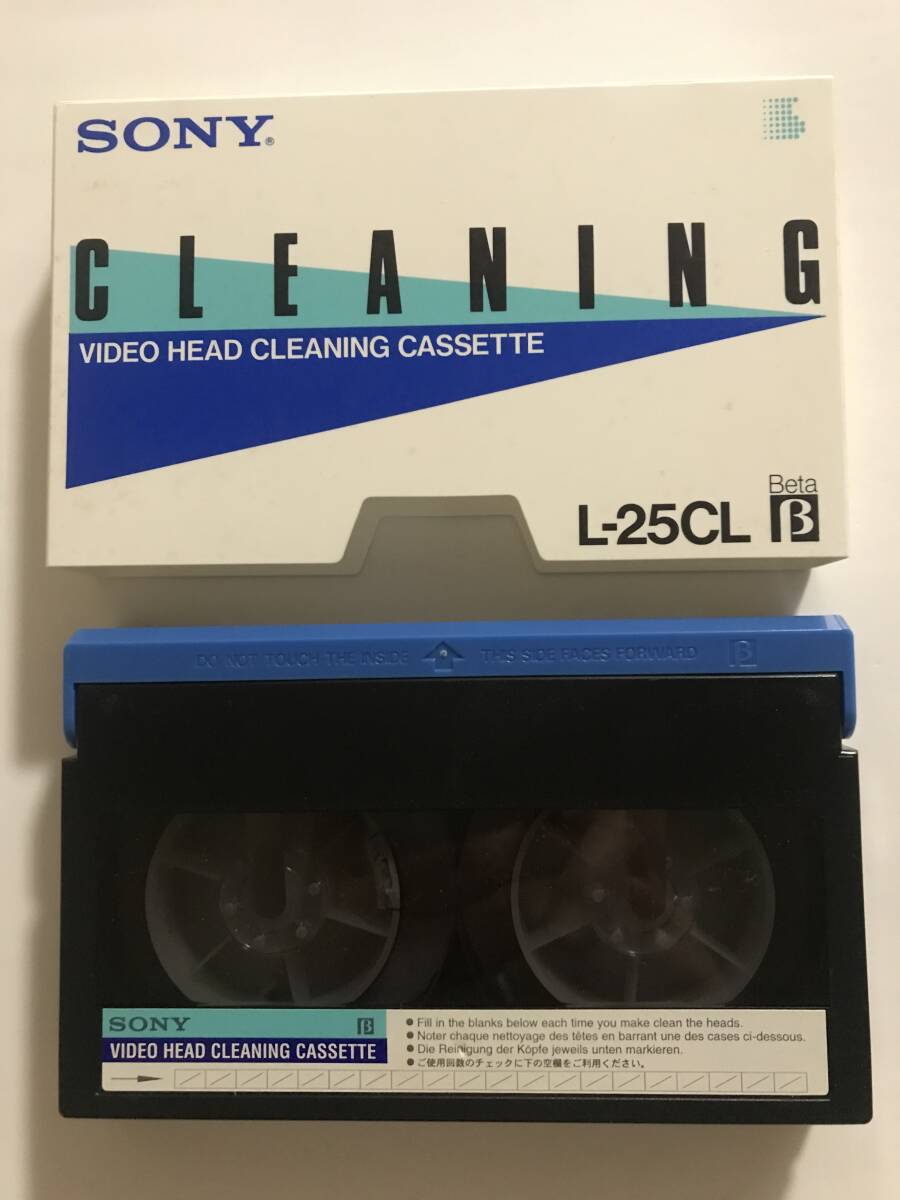 SONY®
CLEANING
VIDEO HEAD CLEANING CASSETTE
Beta
L-25CL β
DO NOT TOUCH THE INSIDE THIS SIDE FACES FORWARD β
SONY β
VIDEO HEAD CLEANING CASSETTE
● Fill in the blanks below each time you make clean the heads.
● Noter chaque nettoyage des têtes en barrant une des cases ci-dessous.
● Die Reinigung der Köpfe jeweils unten markieren.
● ご使用回数のチェックに下の空欄をご利用ください。